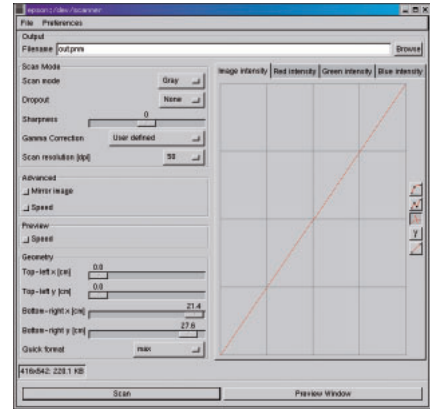 epson:/dev/scanner
File Preferences
Output
Filename out.pnm Browse
Scan Mode
Scan mode Gray
Dropout None
Sharpness 0
Gamma Correction User defined
Scan resolution [dpi] 50
Advanced
Mirror image
Speed
Preview
Speed
Geometry
Top-left x [cm] 0.0
Top-left y [cm] 0.0
Bottom-right x [cm] 21.4
Bottom-right y [cm] 27.6
Quick format max
Image intensity Red intensity Green intensity Blue intensity
γ
416x542: 220.1 KB
Scan Preview Window